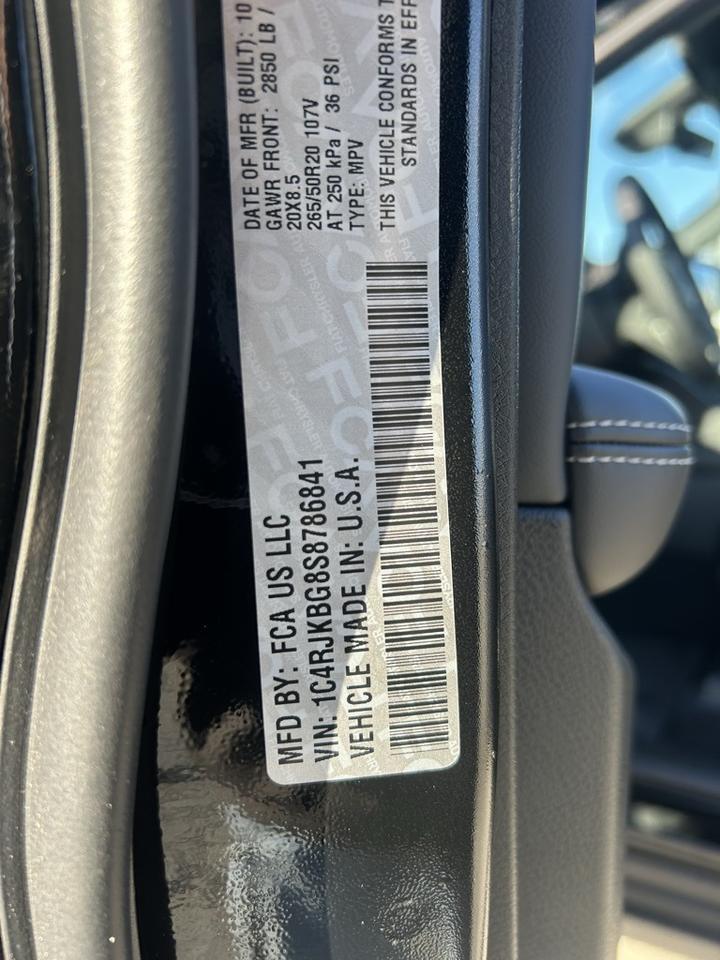 MFD BY: FCA US LLC
VIN: 1C4RJKBG8S8786841
VEHICLE MADE IN: U.S.A.
DATE OF MFR (BUILT): 10
GAWR FRONT: 2850 LB /
20X8.5
265/50R20 107V
AT 250 kPa / 36 PSI
TYPE: MPV
THIS VEHICLE CONFORMS T
STANDARDS IN EFF